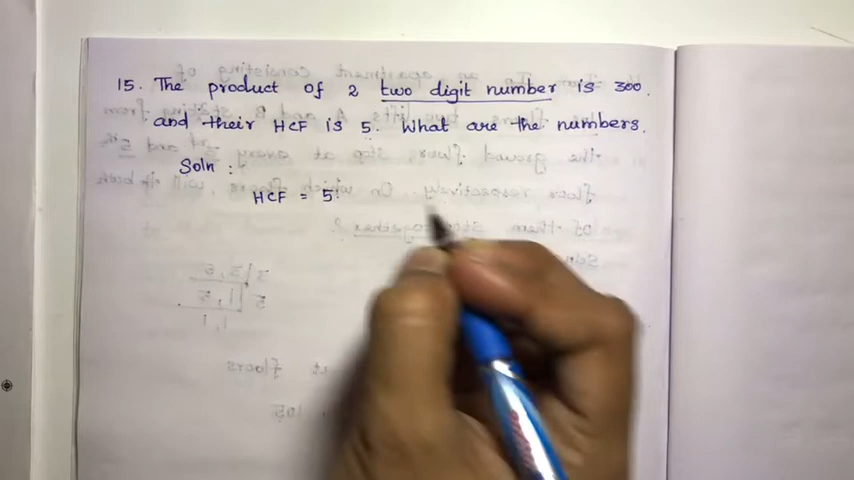 15. The product of 2 two digit number is 300.
and their HCF is 5. What are the numbers.
Soln :
HCF = 5